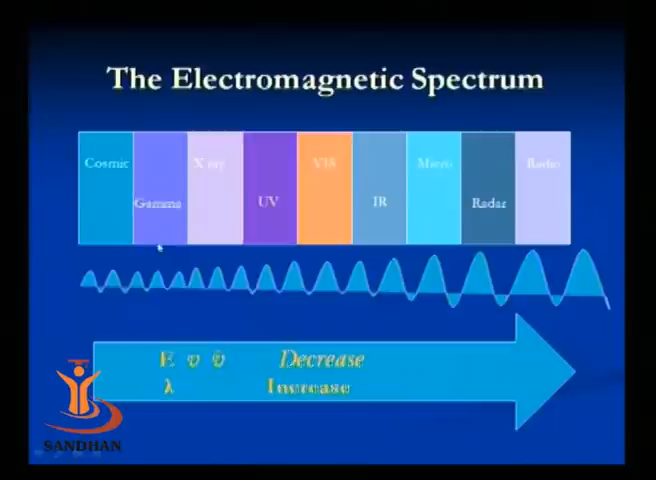 The Electromagnetic Spectrum
Cosmic
Gamma
X ray
UV
VIS
IR
Micro
Radar
Radio
E υ ῡ Decrease
λ Increase
SANDHAN